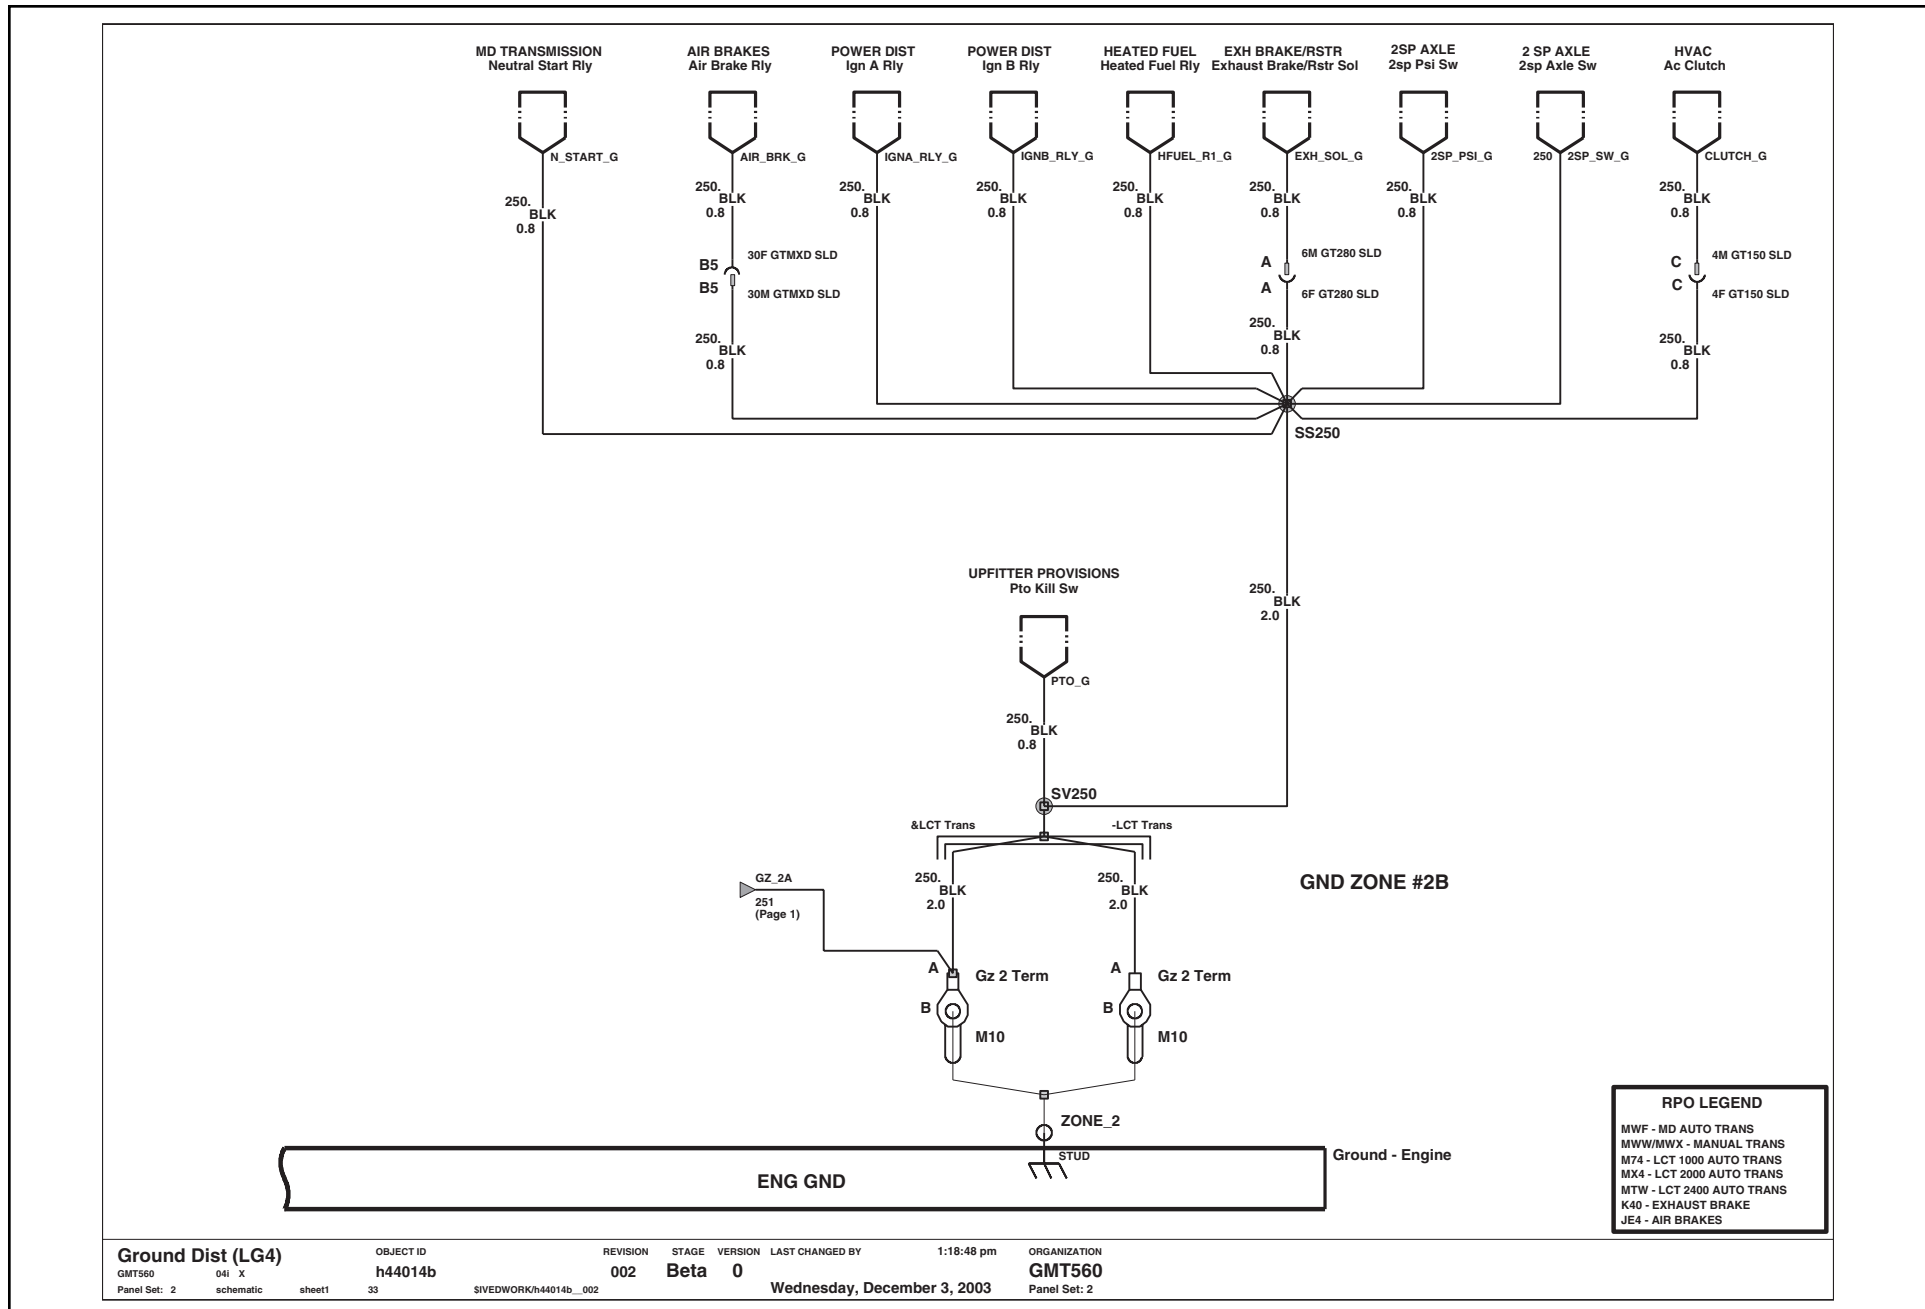 MD TRANSMISSION
Neutral Start Rly
AIR BRAKES
Air Brake Rly
POWER DIST
Ign A Rly
POWER DIST
Ign B Rly
HEATED FUEL
Heated Fuel Rly
EXH BRAKE/RSTR
Exhaust Brake/Rstr Sol
2SP AXLE
2sp Psi Sw
2 SP AXLE
2sp Axle Sw
HVAC
Ac Clutch
N_START_G
AIR_BRK_G
IGNA_RLY_G
IGNB_RLY_G
HFUEL_R1_G
EXH_SOL_G
2SP_PSI_G
250 2SP_SW_G
CLUTCH_G
250.
BLK
0.8
250.
BLK
0.8
250.
BLK
0.8
250.
BLK
0.8
250.
BLK
0.8
250.
BLK
0.8
250.
BLK
0.8
250.
BLK
0.8
B5
30F GTMXD SLD
B5
30M GTMXD SLD
A
6M GT280 SLD
A
6F GT280 SLD
C
4M GT150 SLD
C
4F GT150 SLD
250.
BLK
0.8
250.
BLK
0.8
250.
BLK
0.8
SS250
UPFITTER PROVISIONS
Pto Kill Sw
250.
BLK
2.0
PTO_G
250.
BLK
0.8
SV250
&LCT Trans
-LCT Trans
GND ZONE #2B
GZ_2A
251
(Page 1)
250.
BLK
2.0
250.
BLK
2.0
A
Gz 2 Term
B
M10
A
Gz 2 Term
B
M10
ZONE_2
STUD
Ground - Engine
ENG GND
RPO LEGEND
MWF - MD AUTO TRANS
MWW/MWX - MANUAL TRANS
M74 - LCT 1000 AUTO TRANS
MX4 - LCT 2000 AUTO TRANS
MTW - LCT 2400 AUTO TRANS
K40 - EXHAUST BRAKE
JE4 - AIR BRAKES
Ground Dist (LG4)
GMT560 04i X
Panel Set: 2 schematic sheet1 33 $IVEDWORK/h44014b__002
OBJECT ID
h44014b
REVISION
002
STAGE
Beta
VERSION
0
LAST CHANGED BY 1:18:48 pm
Wednesday, December 3, 2003
ORGANIZATION
GMT560
Panel Set: 2